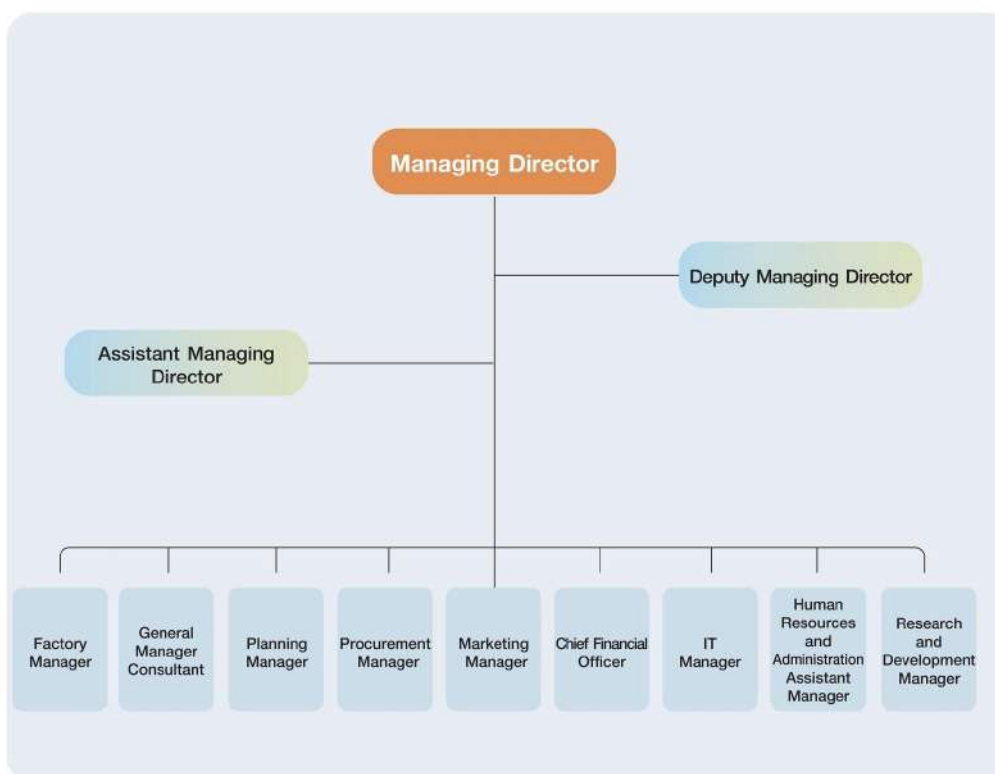 Managing Director
Deputy Managing Director
Assistant Managing
Director
Factory
Manager
General
Manager
Consultant
Planning
Manager
Procurement
Manager
Marketing
Manager
Chief Financial
Officer
IT
Manager
Human
Resources
and
Administration
Assistant
Manager
Research
and
Development
Manager